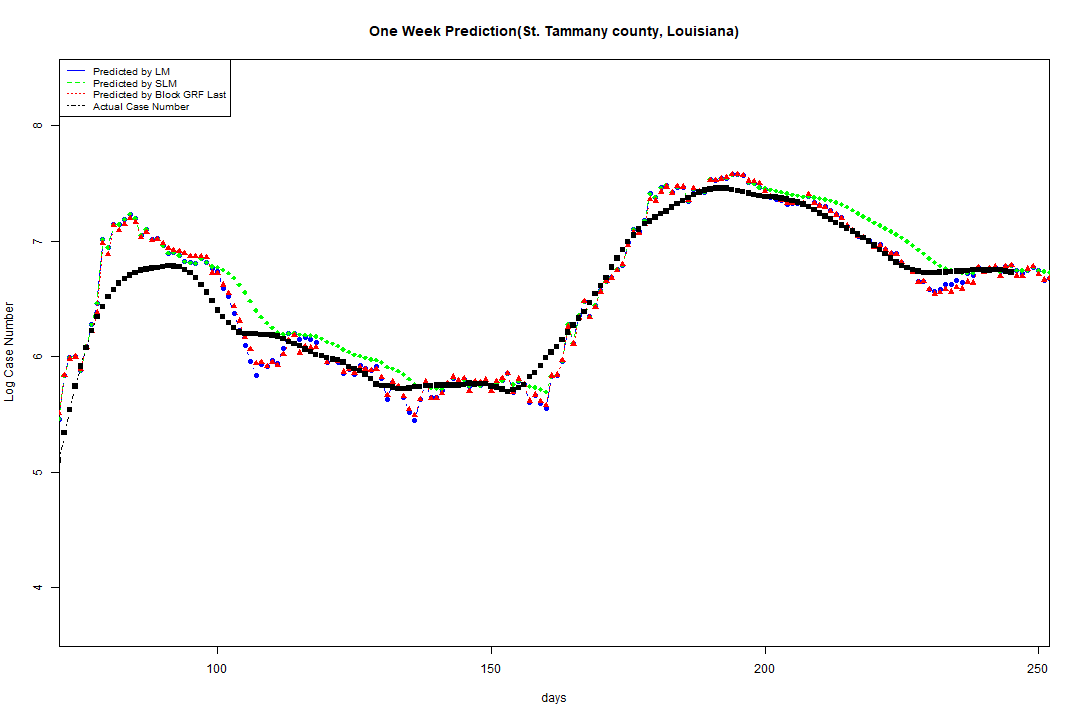 One Week Prediction(St. Tammany county, Louisiana)
Predicted by LM
Predicted by SLM
Predicted by Block GRF Last
Actual Case Number
8
7
6
5
4
Log Case Number
100 150 200 250
days